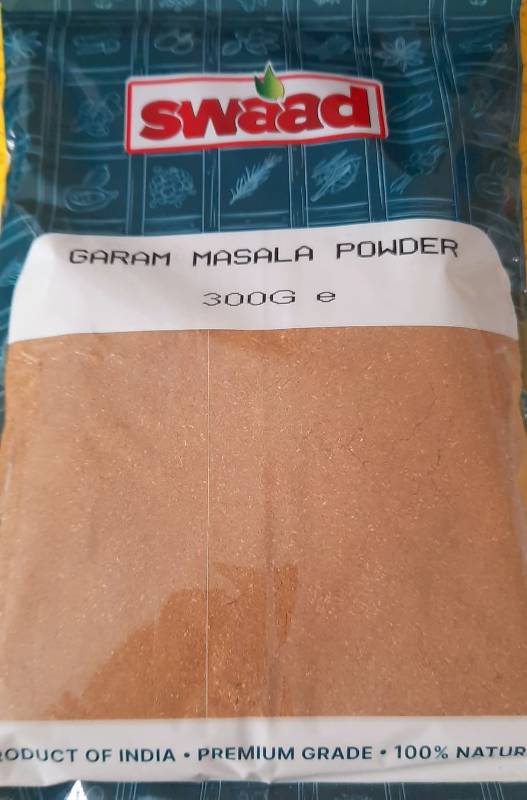 swaad
GARAM MASALA POWDER
300G e
RODUCT OF INDIA • PREMIUM GRADE • 100% NATUR